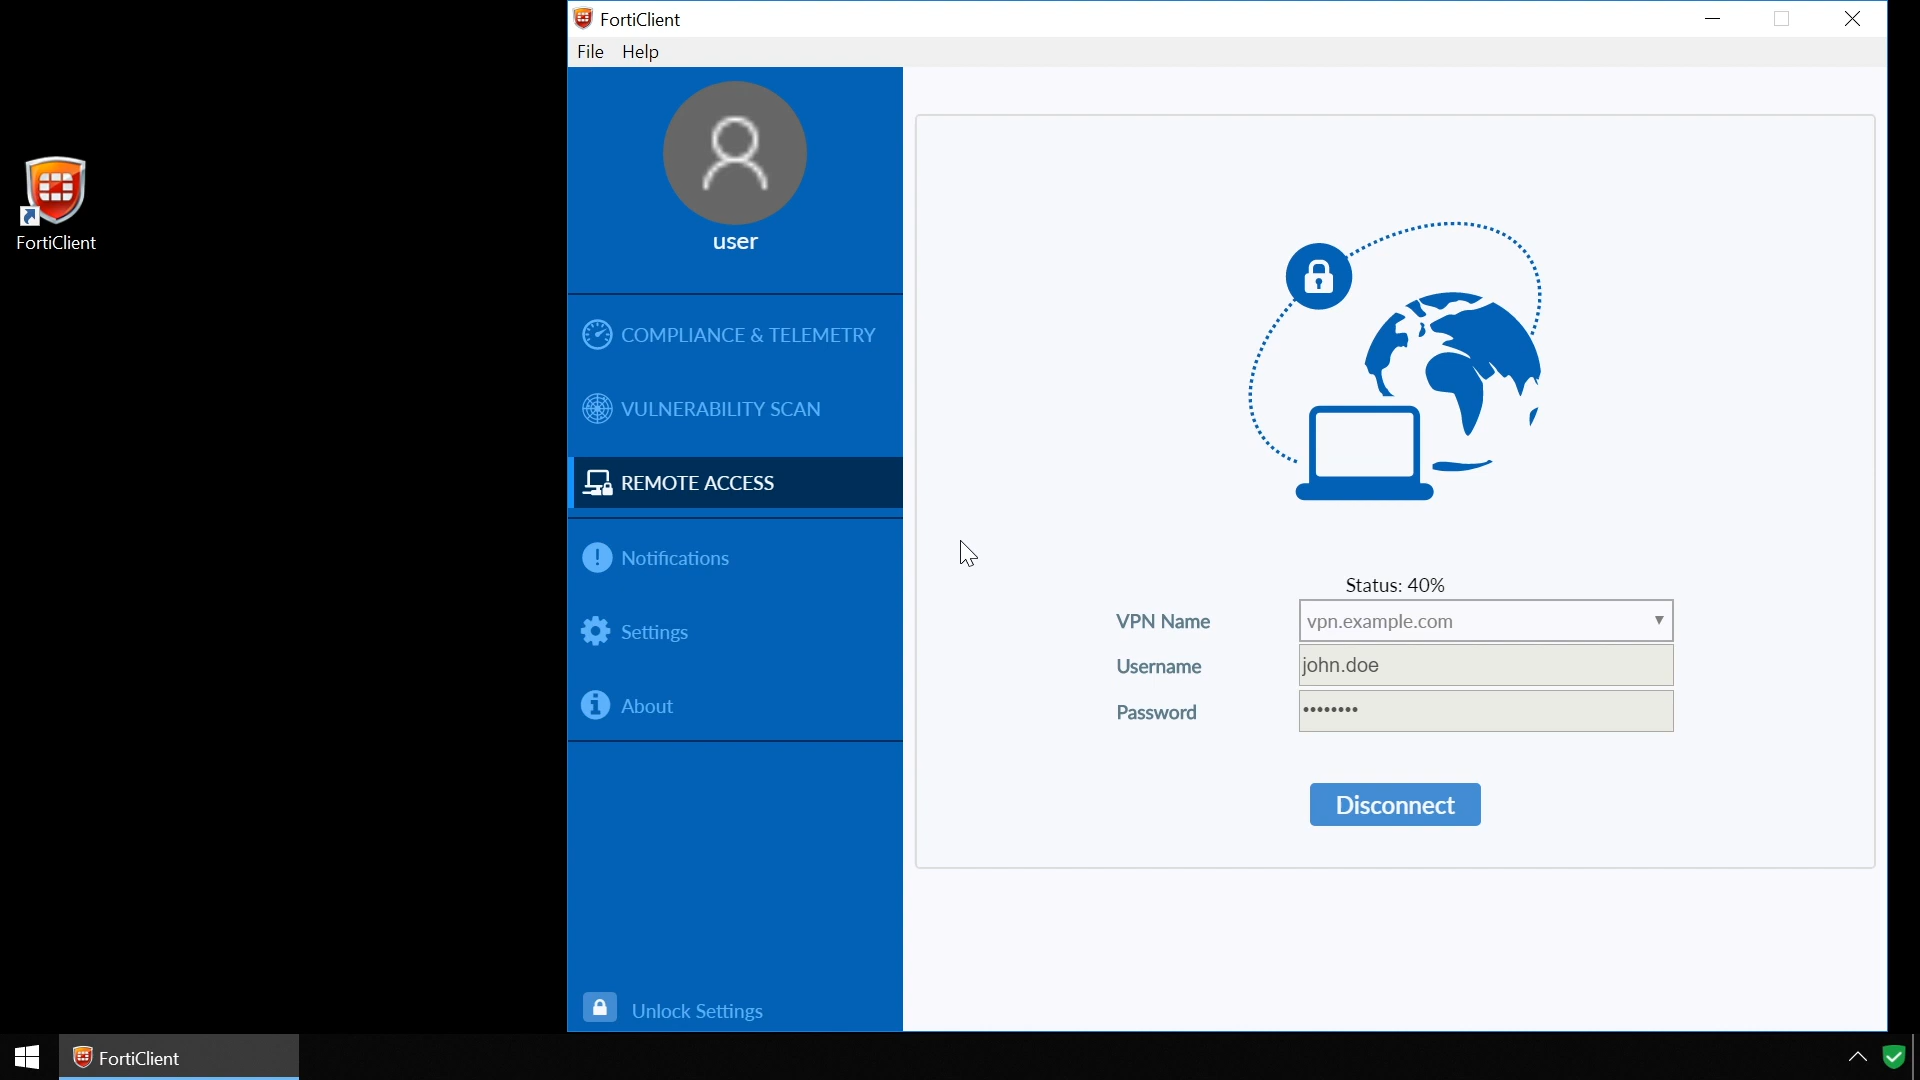 FortiClient
File Help
FortiClient
user
COMPLIANCE & TELEMETRY
VULNERABILITY SCAN
REMOTE ACCESS
Notifications
Settings
About
Unlock Settings
Status: 40%
VPN Name vpn.example.com
Username john.doe
Password ••••••••
Disconnect
FortiClient